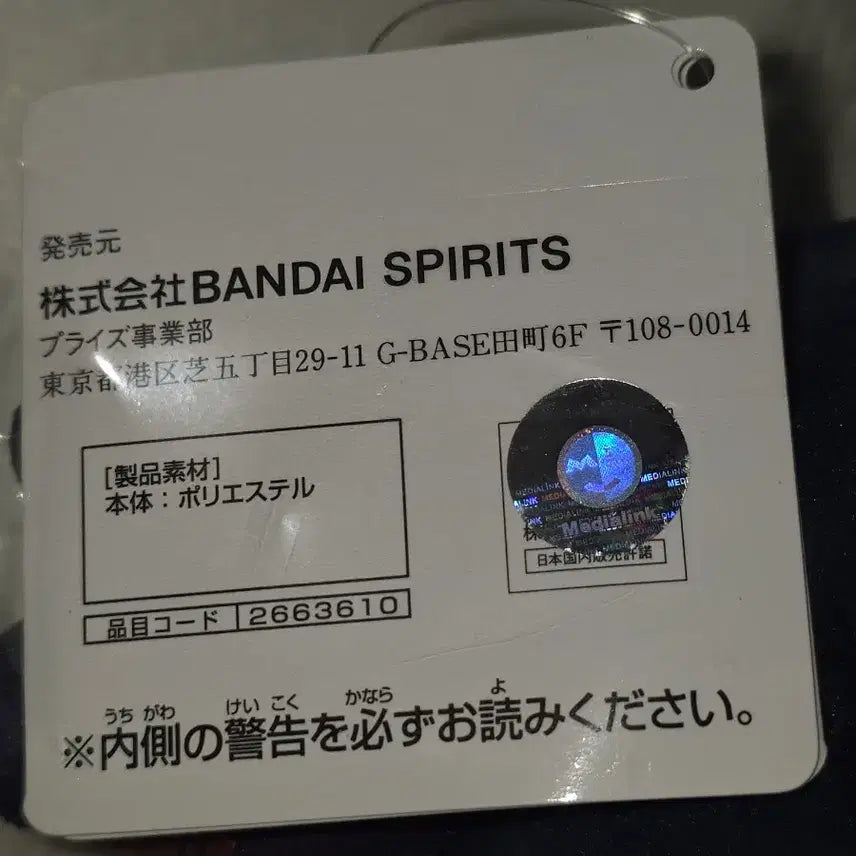 発売元
株式会社BANDAI SPIRITS
プライズ事業部
東京都港区芝五丁目29-11 G-BASE田町6F 〒108-0014
[製品素材]
本体：ポリエステル
品目コード 2663610
MEDIALINK
Medialink
株
日本国内販売許諾
うち がわ けい こく かなら よ
※内側の警告を必ずお読みください。